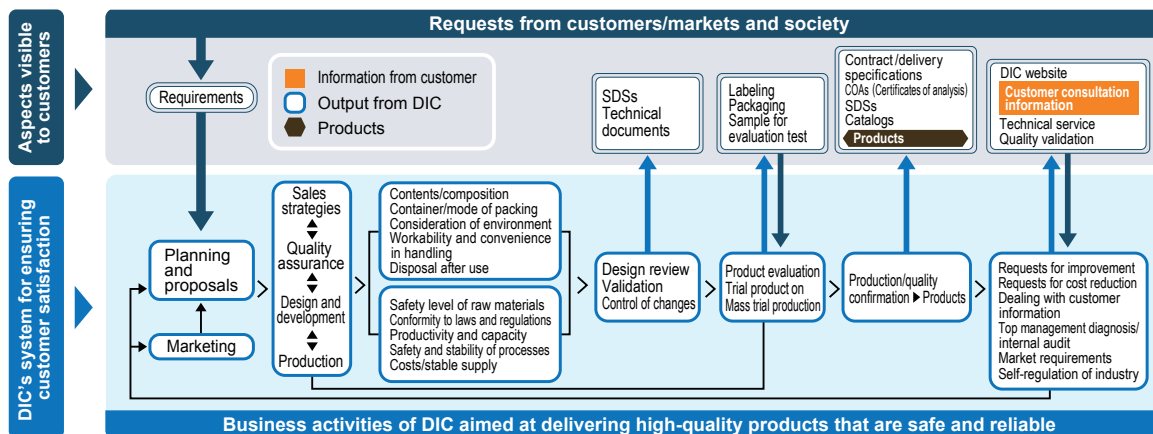 Aspects visible
to customers
Requests from customers/markets and society
Requirements
Information from customer
Output from DIC
Products
SDSs
Technical
documents
Labeling
Packaging
Sample for
evaluation test
Contract/delivery
specifications
COAs (Certificates of analysis)
SDSs
Catalogs
Products
DIC website
Customer consultation
information
Technical service
Quality validation
DIC's system for ensuring
customer satisfaction
Planning
and
proposals
Marketing
Sales
strategies
Quality
assurance
Design and
development
Production
Contents/composition
Container/mode of packing
Consideration of environment
Workability and convenience
in handling
Disposal after use
Safety level of raw materials
Conformity to laws and regulations
Productivity and capacity
Safety and stability of processes
Costs/stable supply
Design review
Validation
Control of changes
Product evaluation
Trial product on
Mass trial production
Production/quality
confirmation ▶ Products
Requests for improvement
Requests for cost reduction
Dealing with customer
information
Top management diagnosis/
internal audit
Market requirements
Self-regulation of industry
Business activities of DIC aimed at delivering high-quality products that are safe and reliable